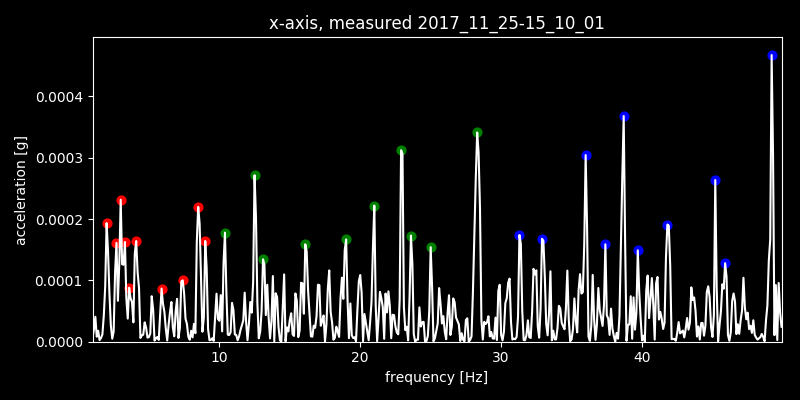 x-axis, measured 2017_11_25-15_10_01
acceleration [g]
0.0004
0.0003
0.0002
0.0001
0.0000
10 20 30 40
frequency [Hz]